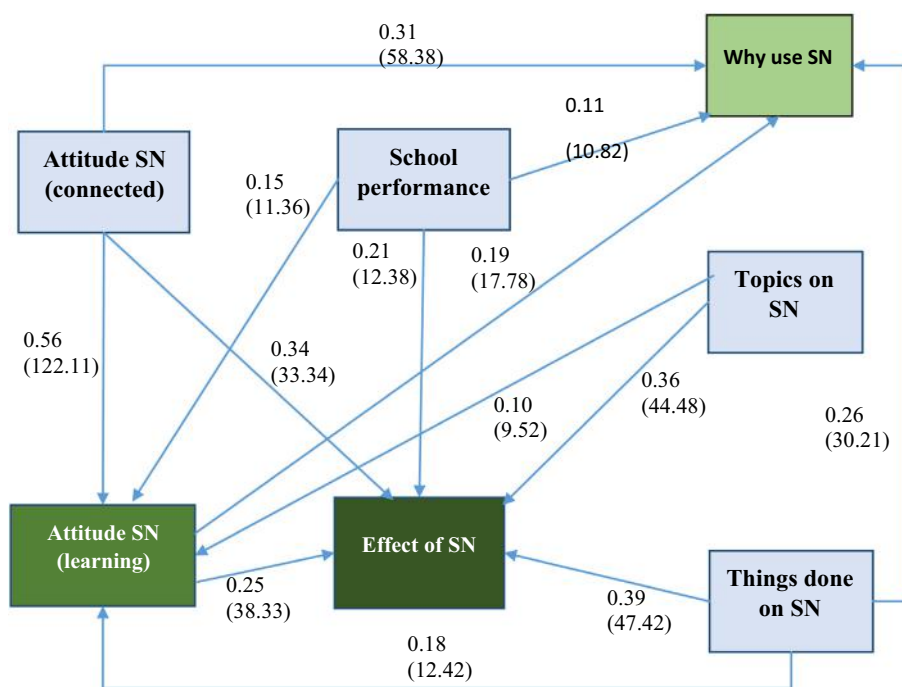 0.31
(58.38)
Why use SN
0.11
(10.82)
Attitude SN
(connected)
School
performance
0.15
(11.36)
0.21
(12.38)
0.19
(17.78)
Topics on
SN
0.56
(122.11)
0.34
(33.34)
0.36
(44.48)
0.10
(9.52)
0.26
(30.21)
Attitude SN
(learning)
Effect of SN
Things done
on SN
0.25
(38.33)
0.39
(47.42)
0.18
(12.42)